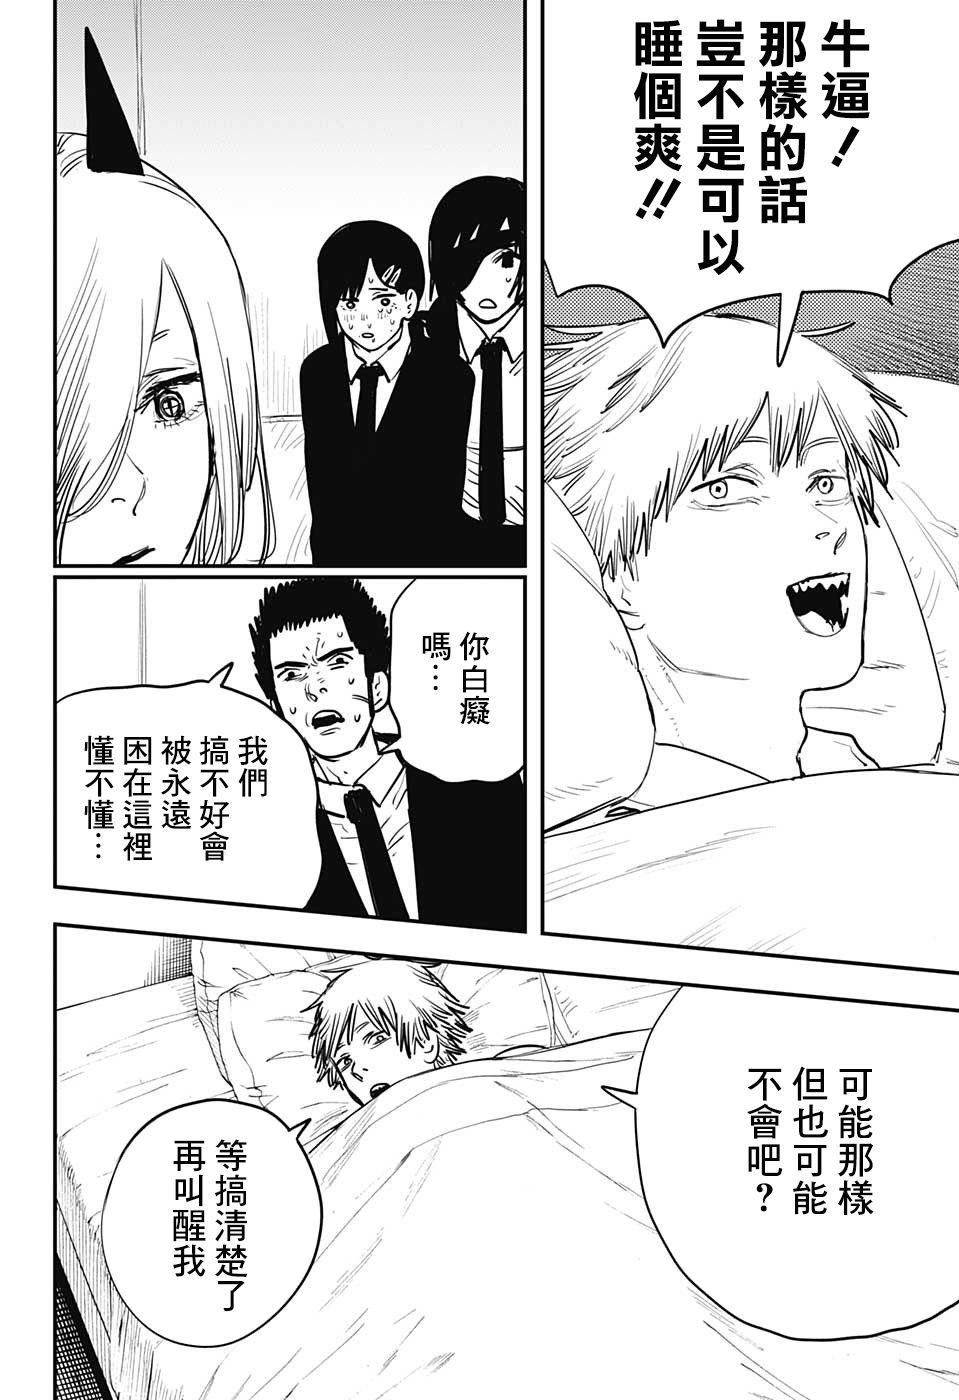 牛逼！
那樣的話
豈不是可以
睡個爽！！
你白癡
嗎…
我們
搞不好會
被永遠
困在這裡
懂不懂…
可能那樣
但也可能
不會吧？
等搞清楚了
再叫醒我